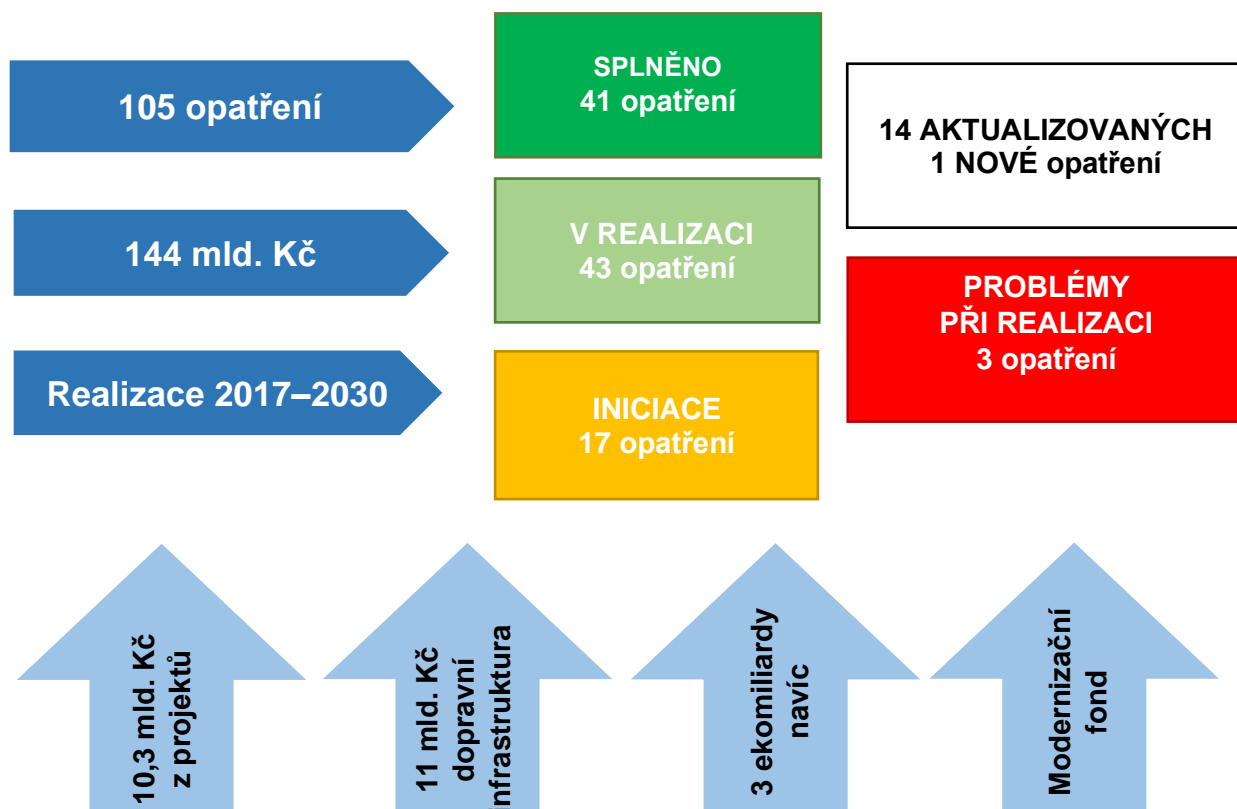 105 opatření
144 mld. Kč
Realizace 2017–2030
SPLNĚNO
41 opatření
V REALIZACI
43 opatření
INICIACE
17 opatření
14 AKTUALIZOVANÝCH
1 NOVÉ opatření
PROBLÉMY
PŘI REALIZACI
3 opatření
10,3 mld. Kč
z projektů
11 mld. Kč
dopravní
infrastruktura
3 ekomiliardy
navíc
Modernizační
fond